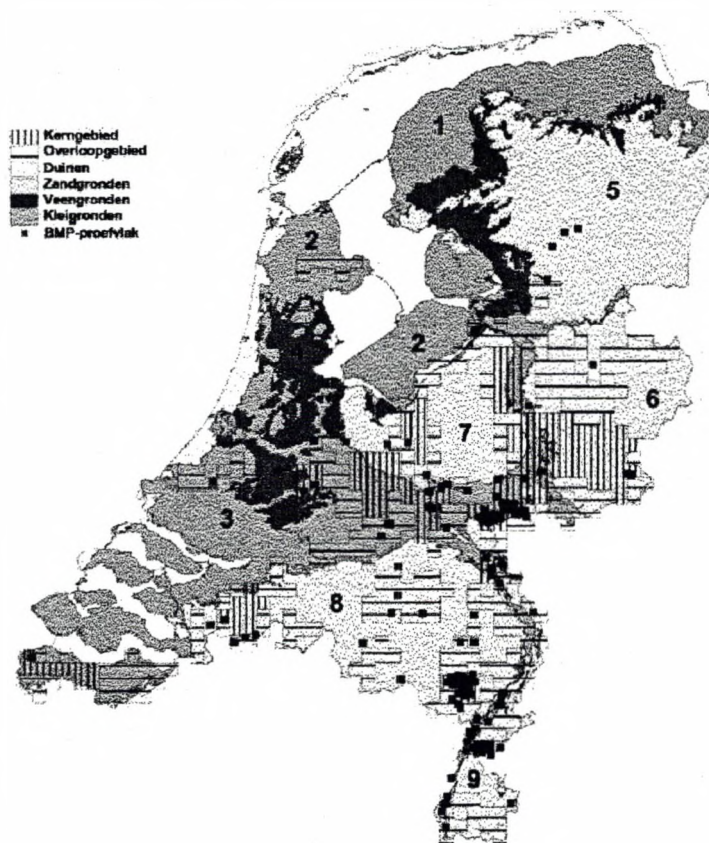 Kerngebied
Overloopgebied
Duinen
Zandgronden
Veengronden
Kleigronden
BMP-proefvlak
1
5
2
2
6
7
3
8
9